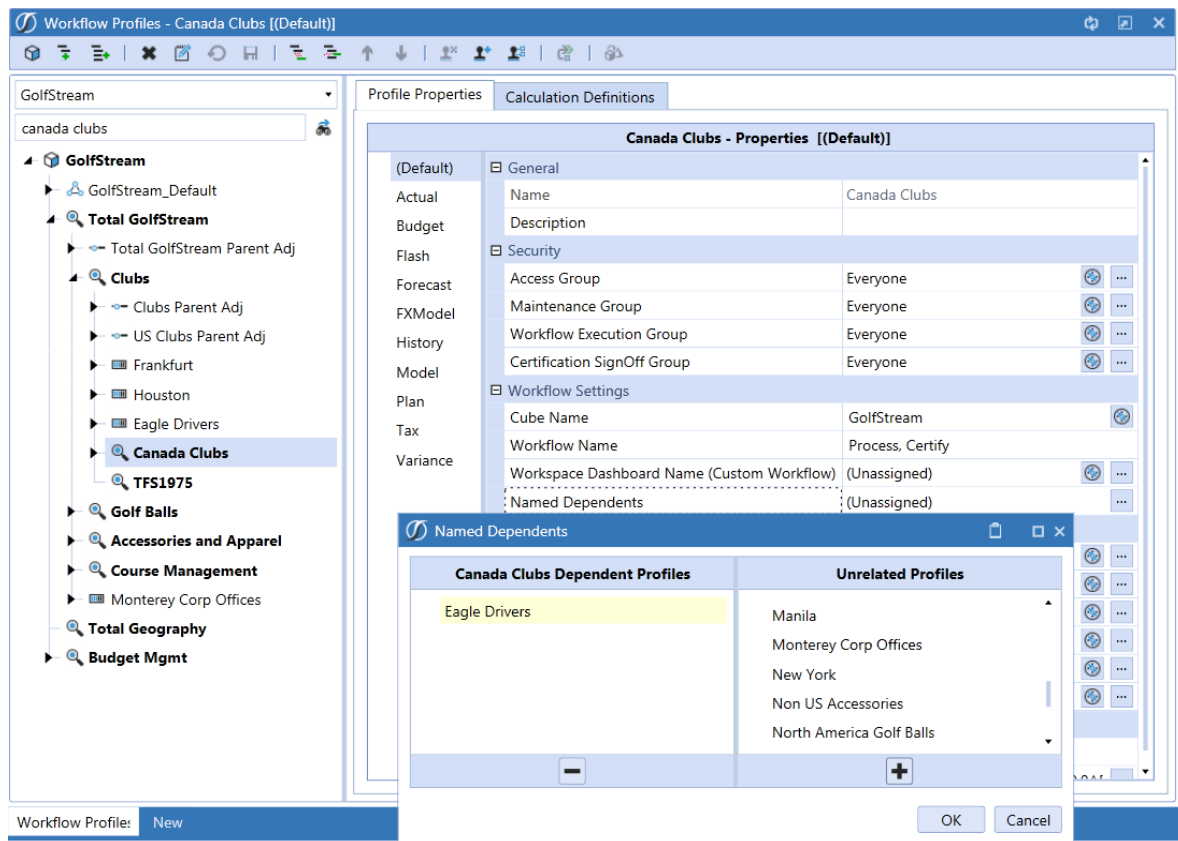 Workflow Profiles - Canada Clubs [(Default)]
GolfStream
canada clubs
GolfStream
GolfStream_Default
Total GolfStream
Total GolfStream Parent Adj
Clubs
Clubs Parent Adj
US Clubs Parent Adj
Frankfurt
Houston
Eagle Drivers
Canada Clubs
TFS1975
Golf Balls
Accessories and Apparel
Course Management
Monterey Corp Offices
Total Geography
Budget Mgmt
Profile Properties
Calculation Definitions
Canada Clubs - Properties [(Default)]
(Default)
Actual
Budget
Flash
Forecast
FXModel
History
Model
Plan
Tax
Variance
General
Name Canada Clubs
Description
Security
Access Group Everyone ...
Maintenance Group Everyone ...
Workflow Execution Group Everyone ...
Certification SignOff Group Everyone ...
Workflow Settings
Cube Name GolfStream
Workflow Name Process, Certify
Workspace Dashboard Name (Custom Workflow) (Unassigned) ...
Named Dependents (Unassigned) ...
Named Dependents
Canada Clubs Dependent Profiles
Eagle Drivers
Unrelated Profiles
Manila
Monterey Corp Offices
New York
Non US Accessories
North America Golf Balls
OK
Cancel
Workflow Profiles
New